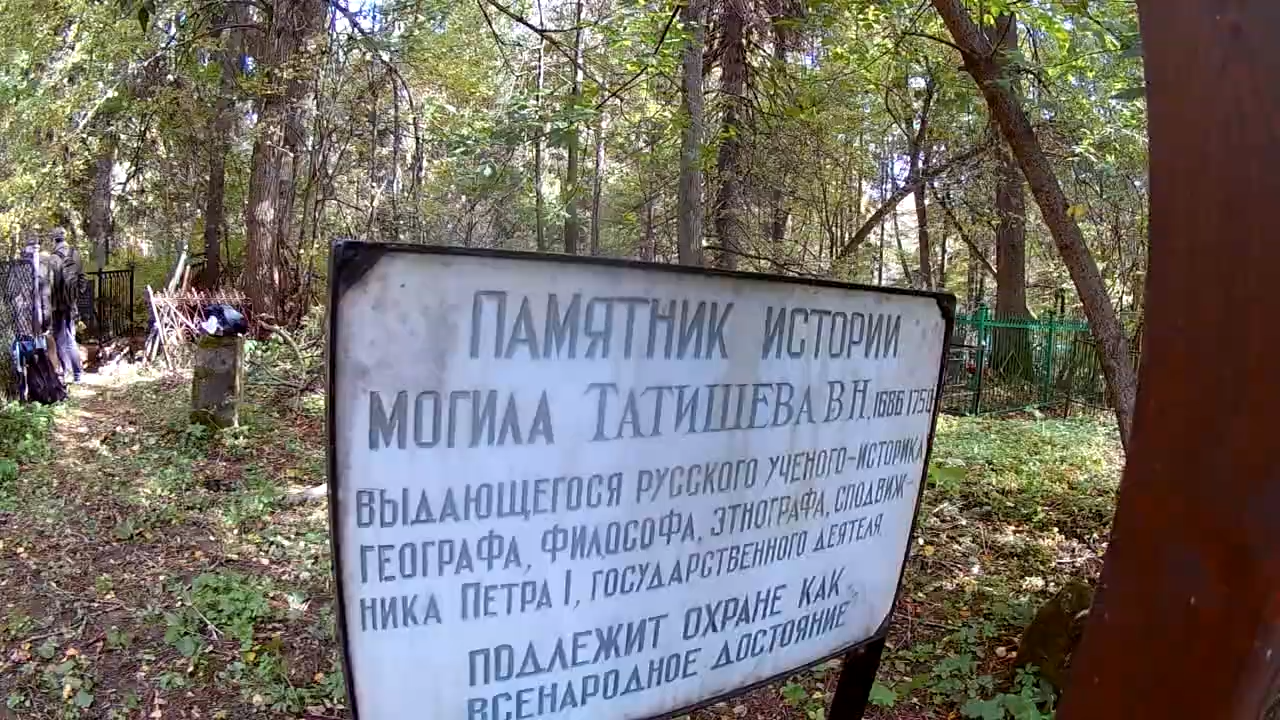 ПАМЯТНИК ИСТОРИИ
МОГИЛА ТАТИЩЕВА В.Н. 1686 1750
ВЫДАЮЩЕГОСЯ РУССКОГО УЧЕНОГО-ИСТОРИКА
ГЕОГРАФА, ФИЛОСОФА, ЭТНОГРАФА, СПОДВИЖ-
НИКА ПЕТРА I, ГОСУДАРСТВЕННОГО ДЕЯТЕЛЯ
ПОДЛЕЖИТ ОХРАНЕ КАК
ВСЕНАРОДНОЕ ДОСТОЯНИЕ